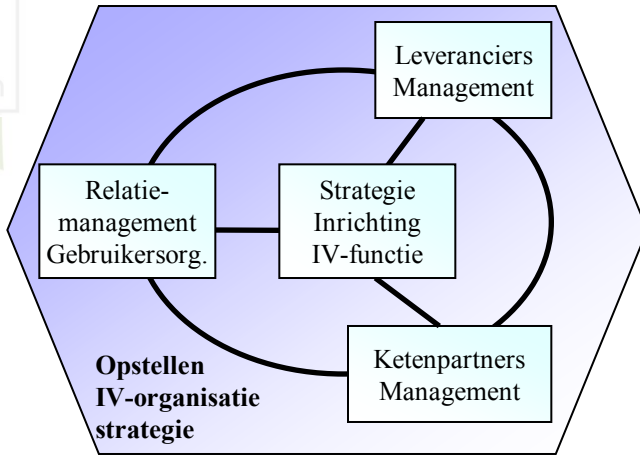 Leveranciers
Management
Relatie-
management
Gebruikersorg.
Strategie
Inrichting
IV-functie
Ketenpartners
Management
Opstellen
IV-organisatie
strategie